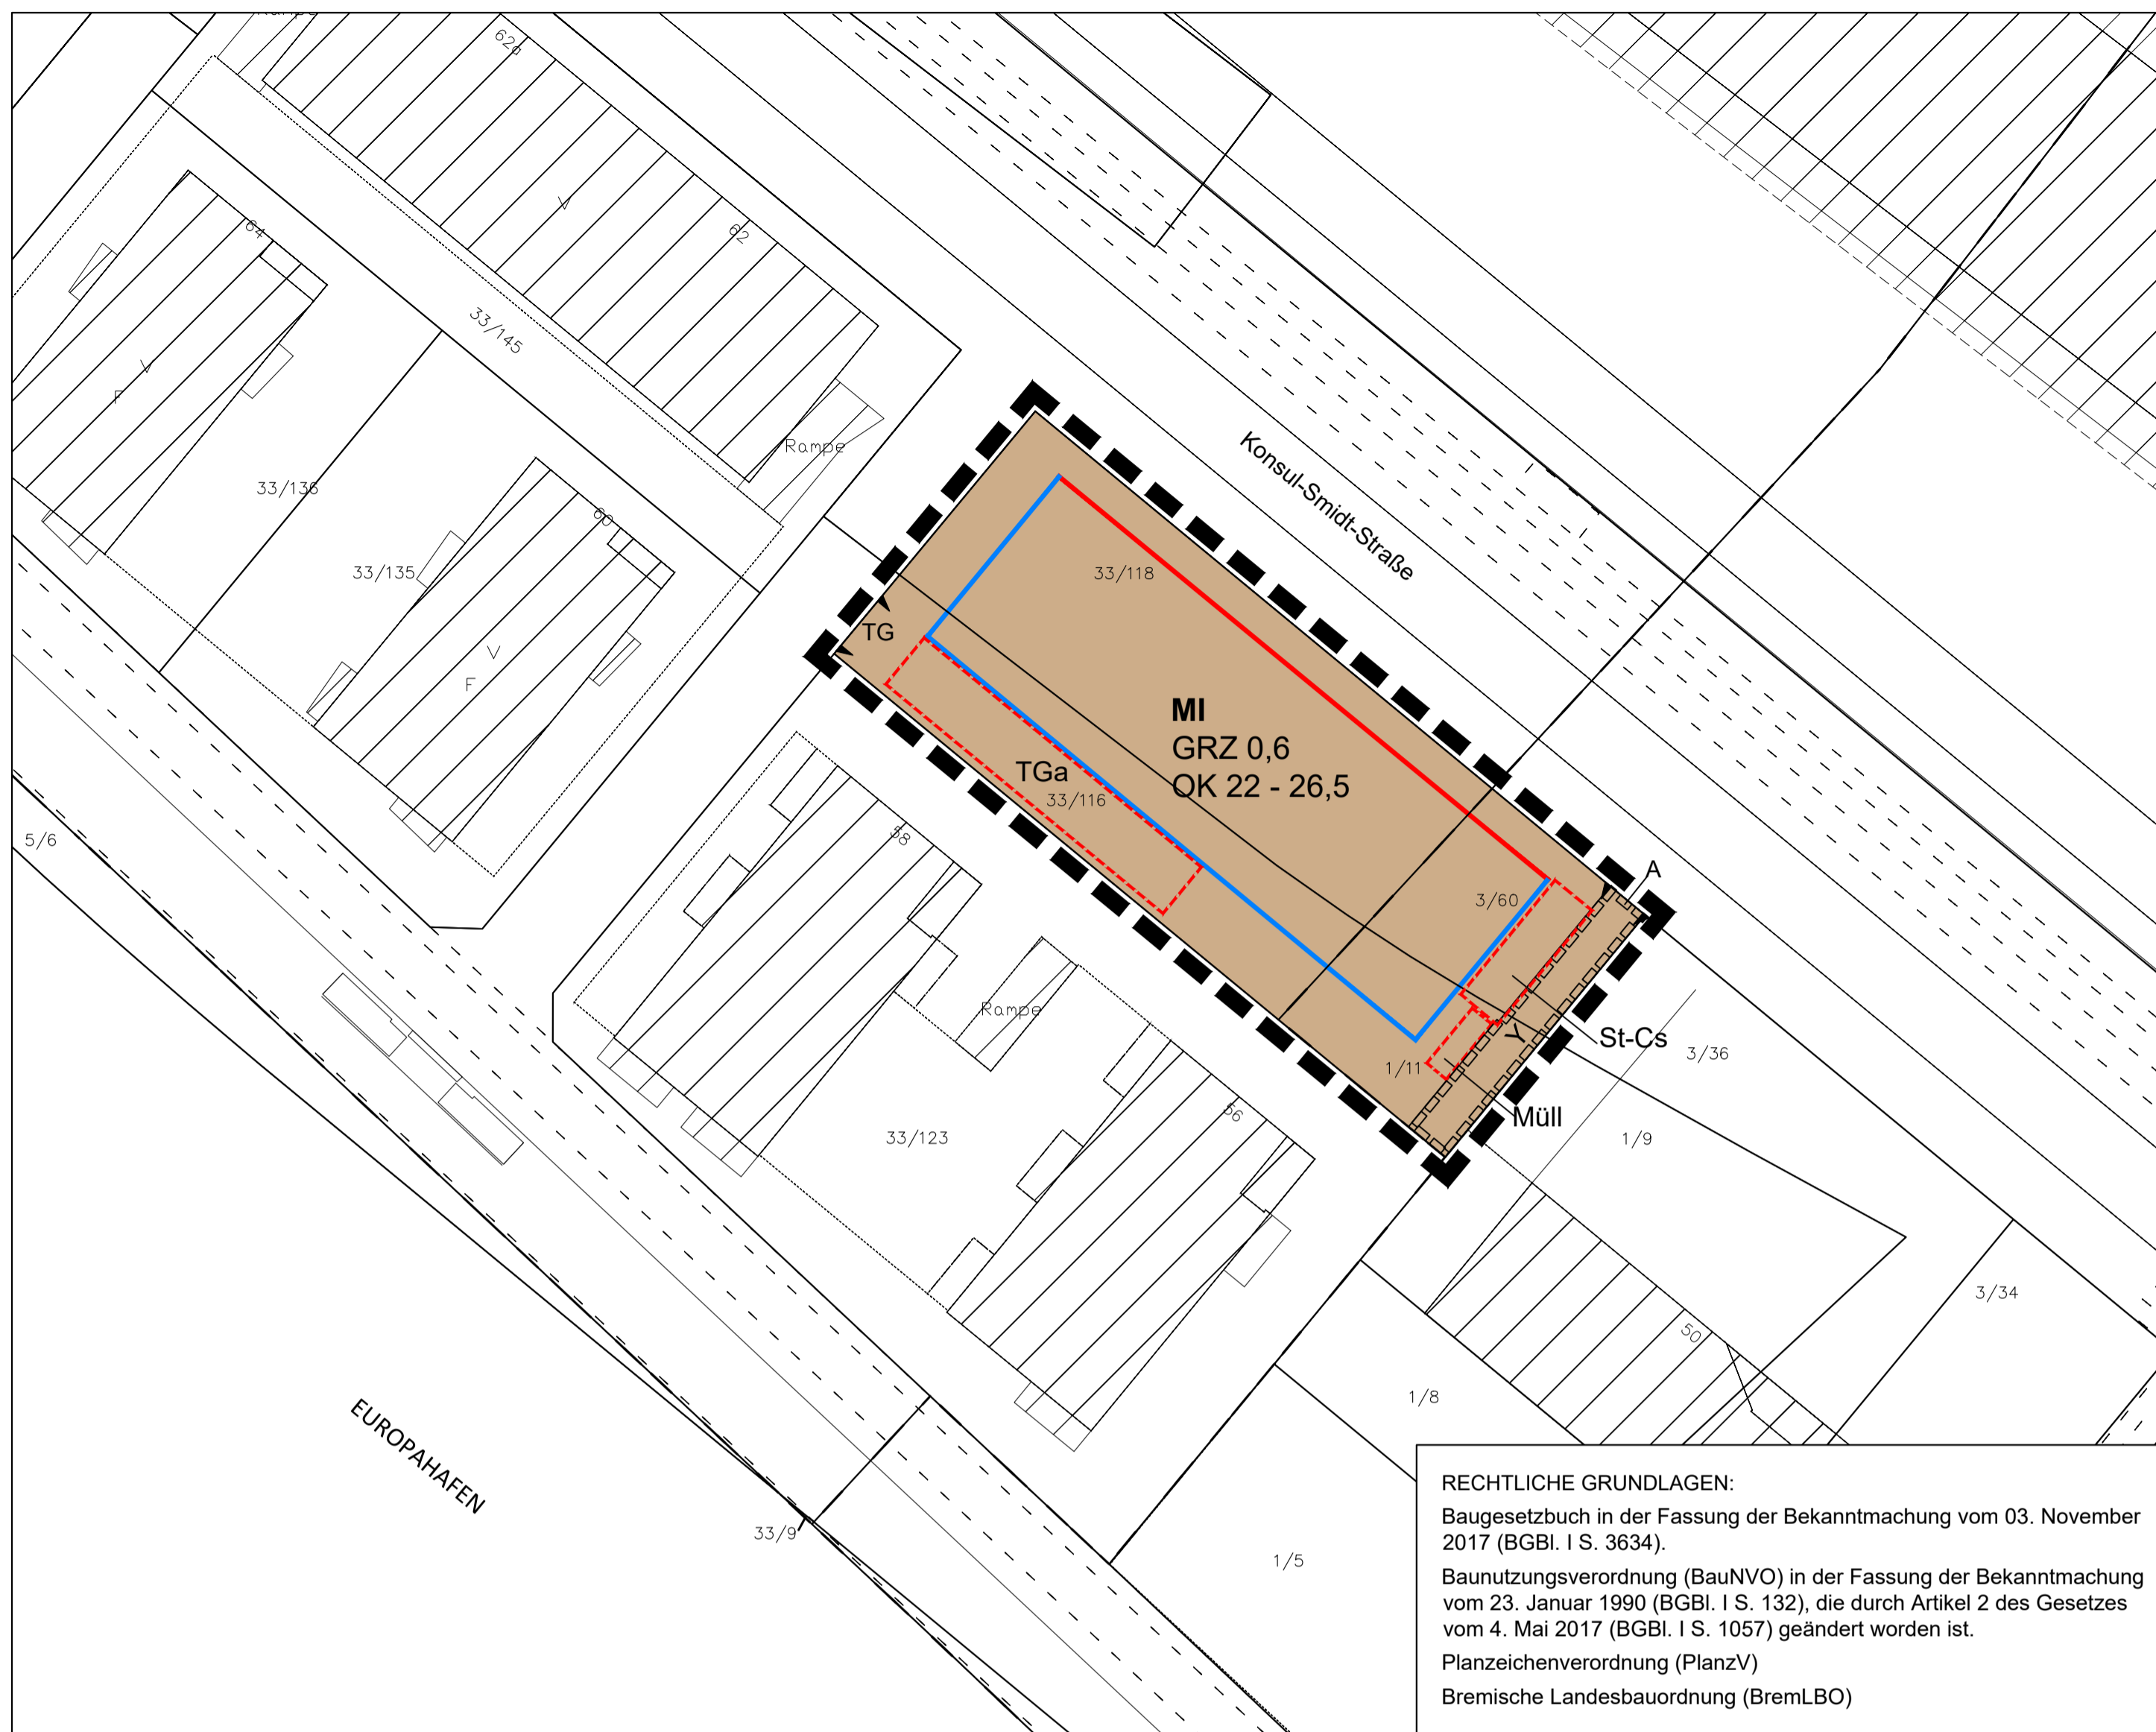 62a
V
62
64
33/145
V
F
Rampe
Konsul-Smidt-Straße
33/136
60
33/135
33/118
TG
V
F
MI
GRZ 0,6
OK 22 - 26,5
TGa
33/116
58
5/6
A
3/60
Rampe
St-Cs
Y
3/36
1/11
Müll
56
33/123
1/9
3/34
50
1/8
EUROPAHAFEN
33/9
1/5
RECHTLICHE GRUNDLAGEN:
Baugesetzbuch in der Fassung der Bekanntmachung vom 03. November
2017 (BGBl. I S. 3634).
Baunutzungsverordnung (BauNVO) in der Fassung der Bekanntmachung
vom 23. Januar 1990 (BGBl. I S. 132), die durch Artikel 2 des Gesetzes
vom 4. Mai 2017 (BGBl. I S. 1057) geändert worden ist.
Planzeichenverordnung (PlanzV)
Bremische Landesbauordnung (BremLBO)